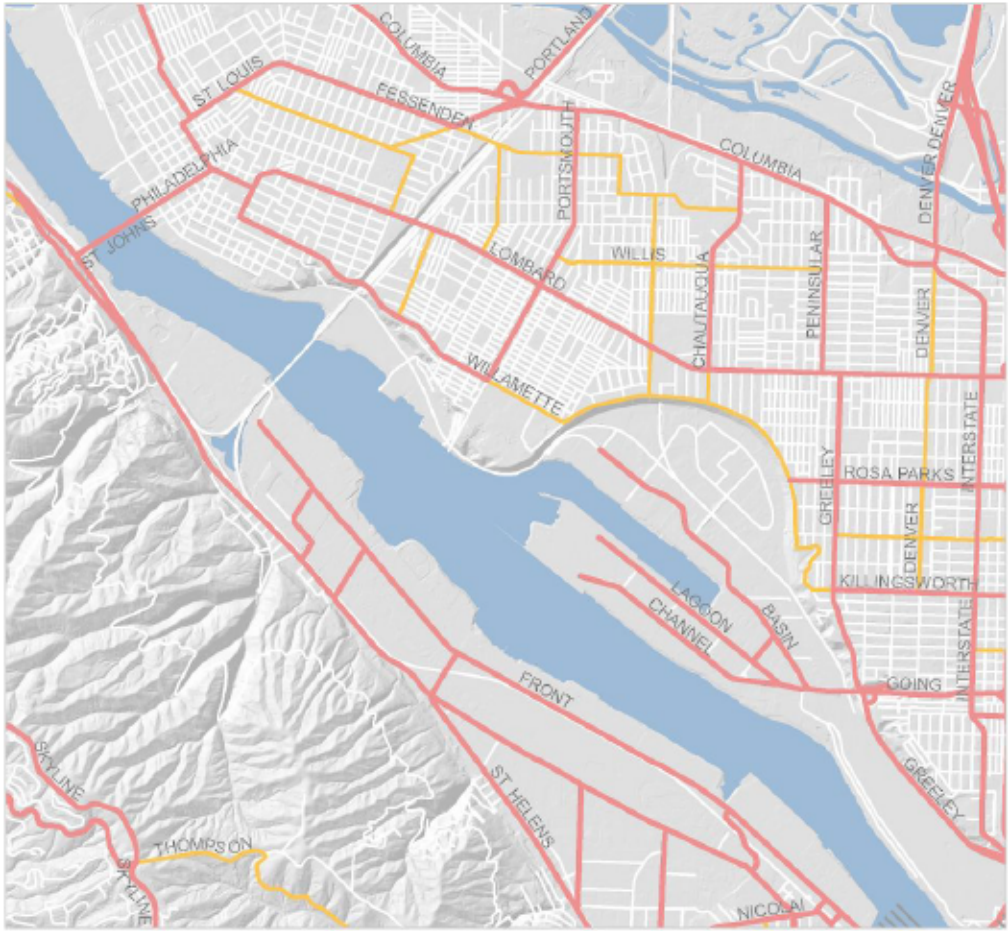 COLUMBIA
PORTLAND
ST LOUIS
FESSENDEN
PORTSMOUTH
COLUMBIA
DENVER DENVER
PHILADELPHIA
ST JOHNS
LOMBARD
WILLIS
CHAUTAUQUA
PENINSULAR
DENVER
WILLAMETTE
GREELEY
ROSA PARKS
INTERSTATE
DENVER
KILLINGSWORTH
LAGOON
CHANNEL
BASIN
INTERSTATE
GOING
FRONT
SKYLINE
ST HELENS
GREELEY
THOMPSON
SKYLINE
NICOLAI